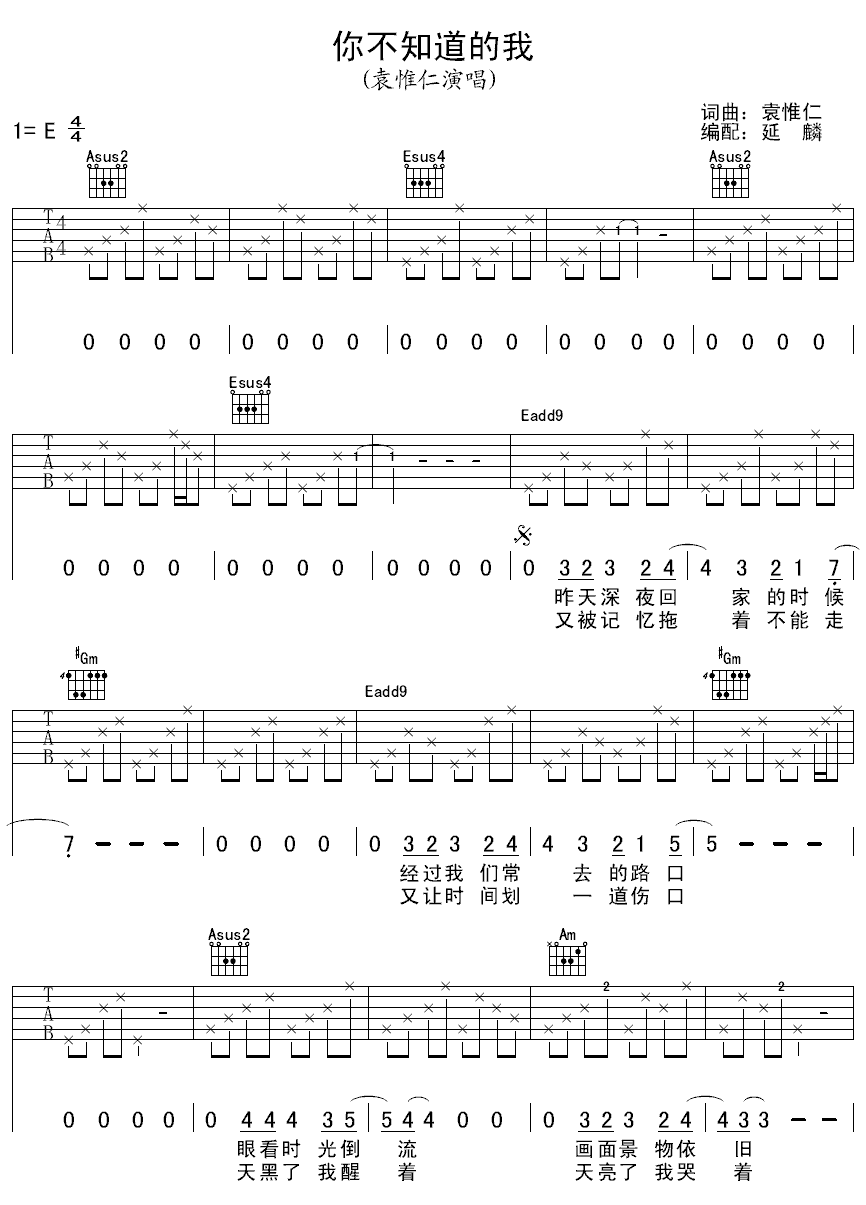 你不知道的我
(袁惟仁演唱)
词曲：袁惟仁
1= E 4/4
编配：延 麟
Asus2 Esus4 Asus2
T A B 4 4 1 1
0 0 0 0 0 0 0 0 0 0 0 0 0 0 0 0 0 0 0 0
Esus4 Eadd9
T A B 1 1
0 0 0 0 0 0 0 0 0 0 0 0 0 3 2 3 2 4 4 3 2 1 7
昨天深 夜回 家 的时 候
又被记 忆拖 着 不能 走
#Gm Eadd9 #Gm
4 4
T A B
7 - - - 0 0 0 0 0 3 2 3 2 4 4 3 2 1 5 5 - - -
经过我 们常 去 的路 口
又让时 间划 一 道伤 口
Asus2 Am
T A B 2 2
0 0 0 0 0 4 4 4 3 5 5 4 4 0 0 0 3 2 3 2 4 4 3 3 - -
眼看时 光倒 流 画面景 物依 旧
天黑了 我醒 着 天亮了 我哭 着